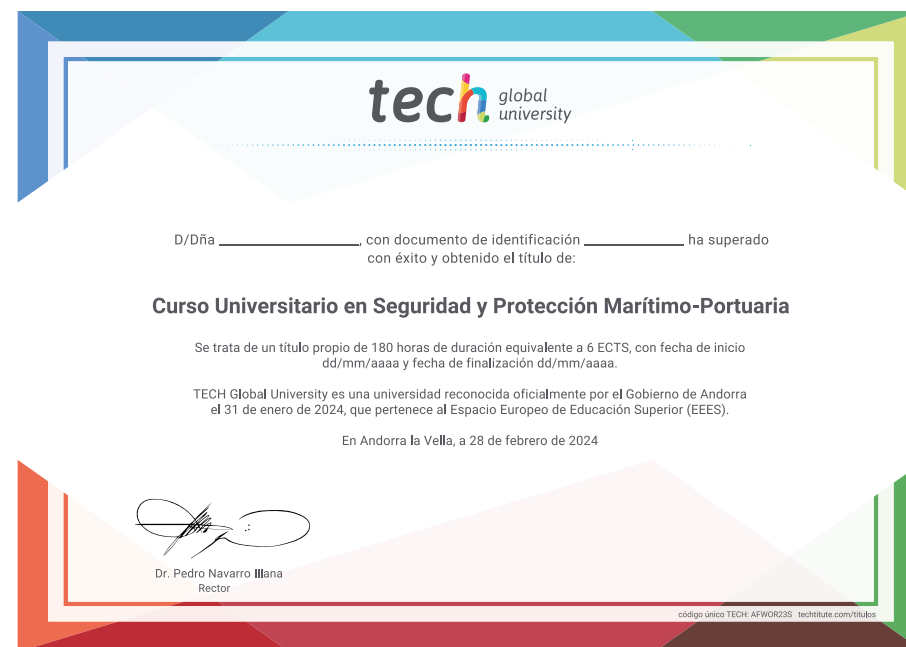 tech global university
D/Dña ____________________, con documento de identificación ______________ ha superado
con éxito y obtenido el título de:
Curso Universitario en Seguridad y Protección Marítimo-Portuaria
Se trata de un título propio de 180 horas de duración equivalente a 6 ECTS, con fecha de inicio
dd/mm/aaaa y fecha de finalización dd/mm/aaaa.
TECH Global University es una universidad reconocida oficialmente por el Gobierno de Andorra
el 31 de enero de 2024, que pertenece al Espacio Europeo de Educación Superior (EEES).
En Andorra la Vella, a 28 de febrero de 2024
Dr. Pedro Navarro Illana
Rector
código único TECH: AFWOR23S techtitute.com/titulos